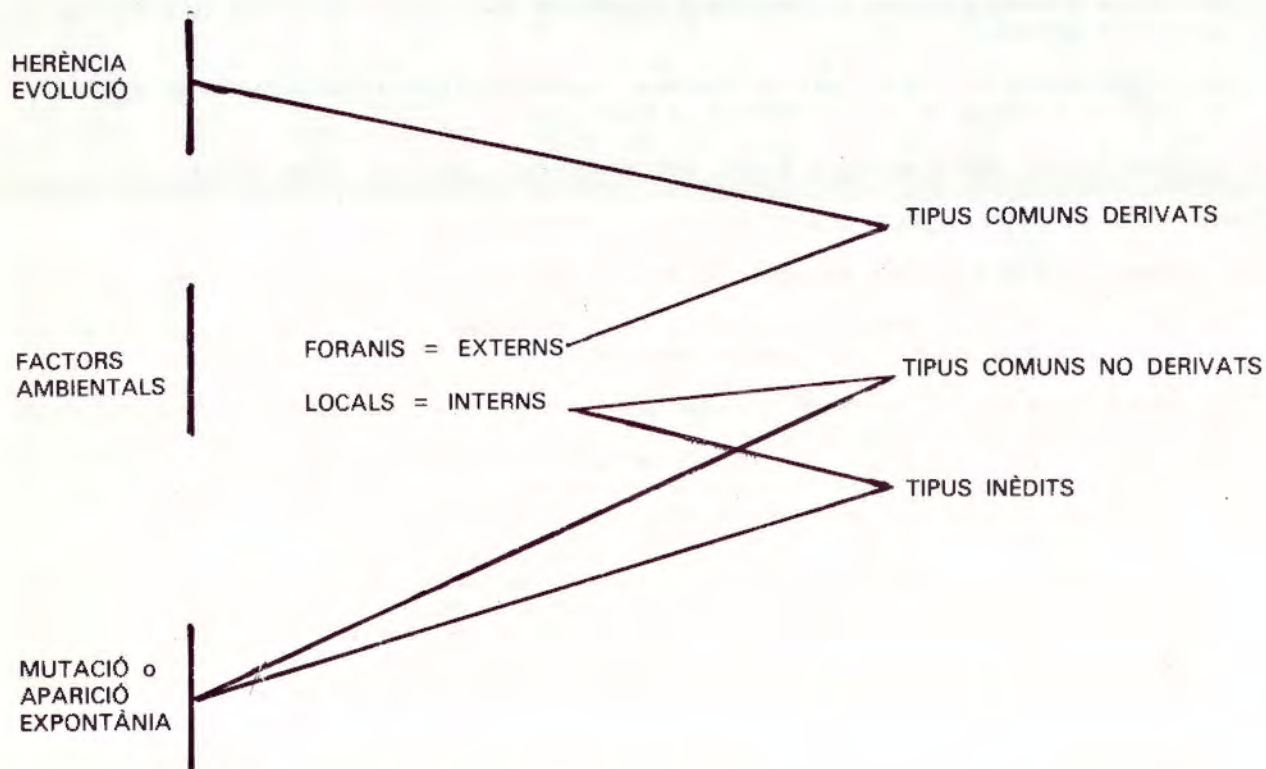 HERÈNCIA
EVOLUCIÓ
TIPUS COMUNS DERIVATS
FACTORS
AMBIENTALS
FORANIS = EXTERNS
LOCALS = INTERNS
TIPUS COMUNS NO DERIVATS
TIPUS INÈDITS
MUTACIÓ o
APARICIÓ
EXPONTÀNIA